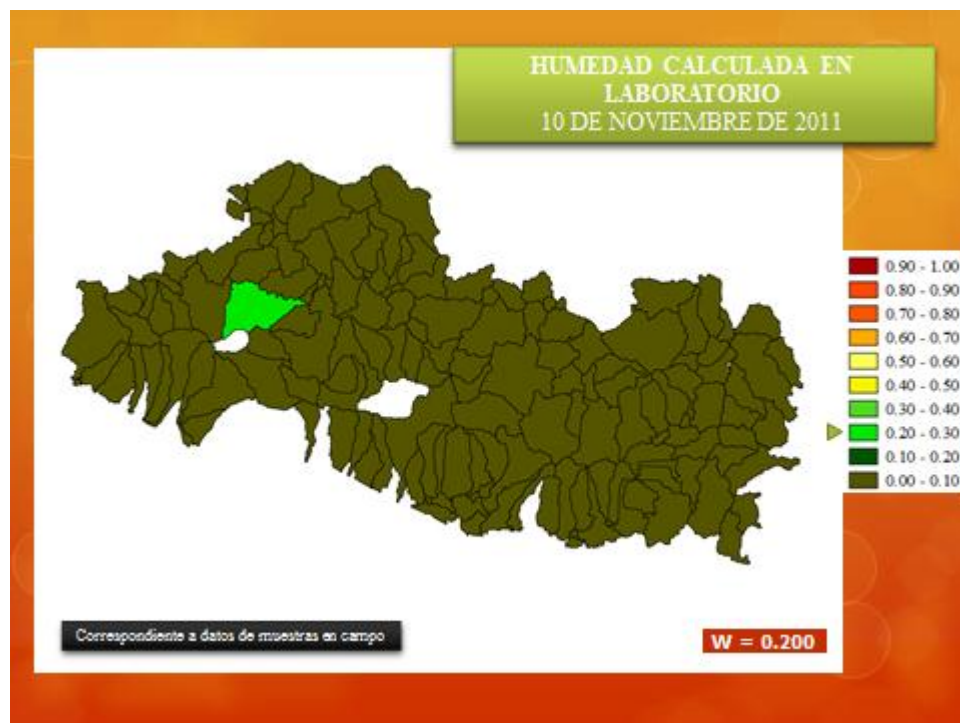 HUMEDAD CALCULADA EN
LABORATORIO
10 DE NOVIEMBRE DE 2011
0.90 - 1.00
0.80 - 0.90
0.70 - 0.80
0.60 - 0.70
0.50 - 0.60
0.40 - 0.50
0.30 - 0.40
0.20 - 0.30
0.10 - 0.20
0.00 - 0.10
Correspondiente a datos de muestras en campo
W = 0.200